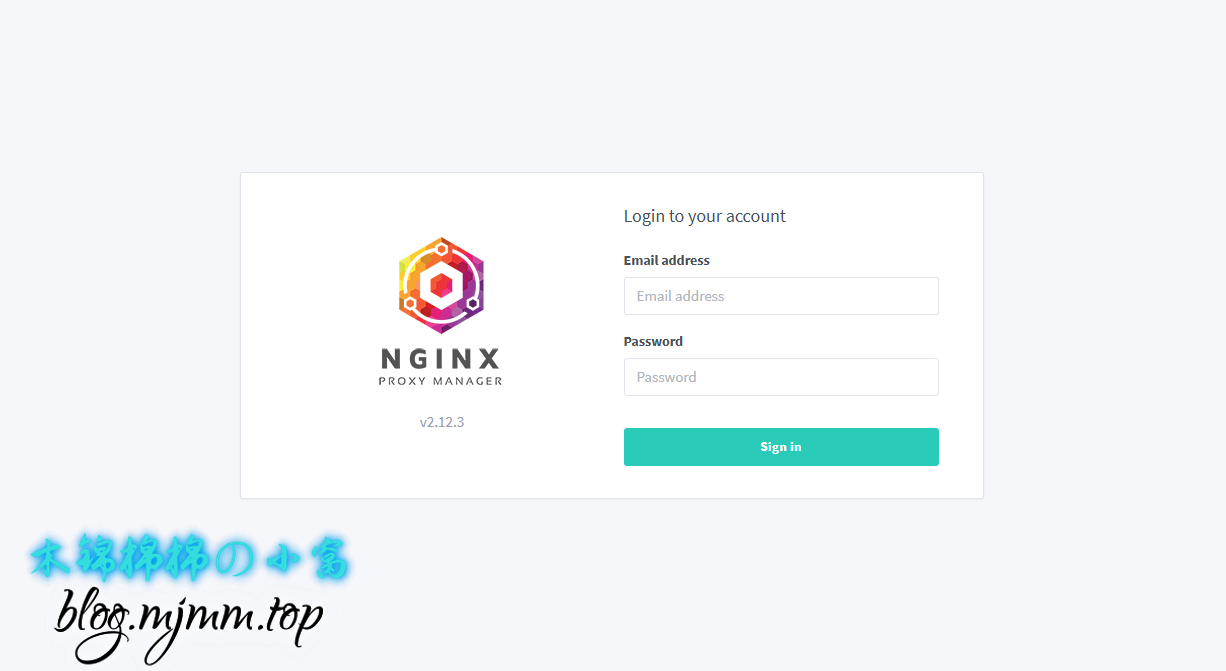 Login to your account
Email address
Email address
Password
Password
Sign in
NGINX
PROXY MANAGER
v2.12.3
木锦棉棉の小窝
blog.mjmm.top